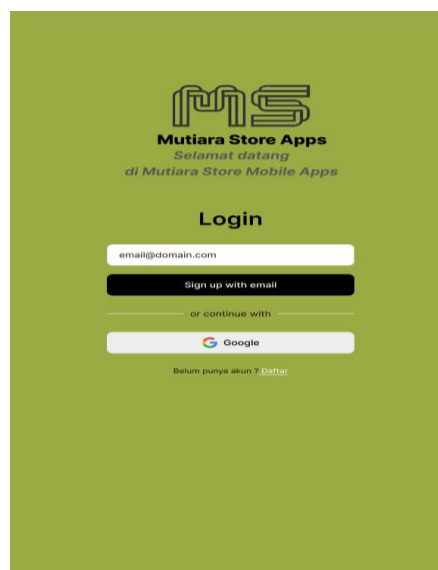 MS
Mutiara Store Apps
Selamat datang
di Mutiara Store Mobile Apps
Login
email@domain.com
Sign up with email
or continue with
Google
Belum punya akun ? Daftar